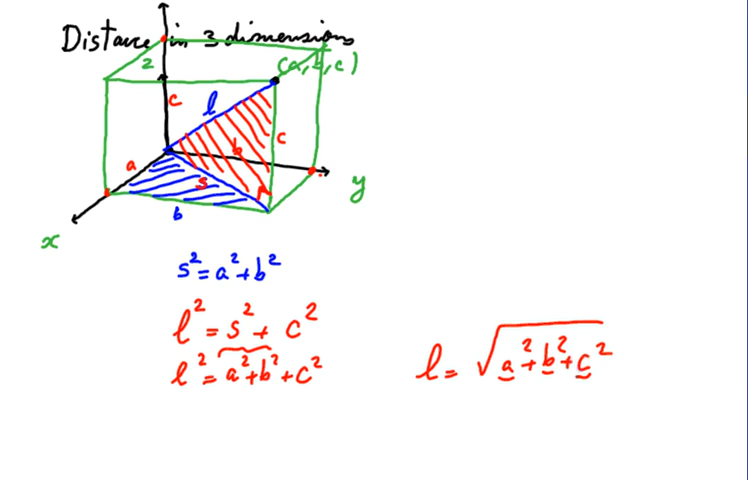 Distance in 3 dimensions
z
(a, b, c)
l
c
c
b
a
s
b
y
x
s² = a² + b²
l² = s² + c²
l² = a² + b² + c²
l = √a² + b² + c²